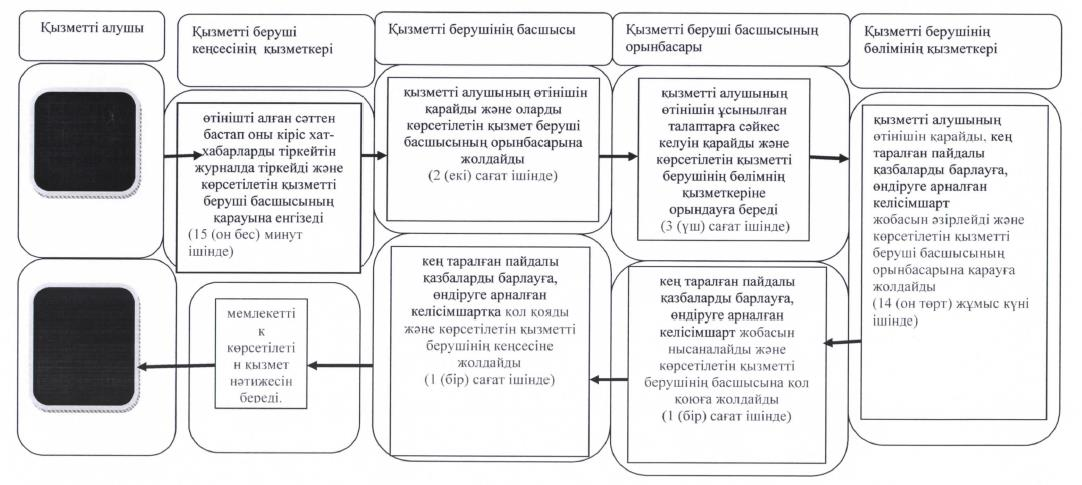 Қызметті алушы
Қызметті беруші
кеңсесінің қызметкері
Қызметті берушінің басшысы
Қызметті беруші басшысының
орынбасары
Қызметті берушінің
бөлімінің қызметкері
өтінішті алған сәттен
бастап оны кіріс хат-
хабарларды тіркейтін
журналда тіркейді және
көрсетілетін қызметті
беруші басшысының
қарауына енгізеді
(15 (он бес) минут
ішінде)
қызметті алушының өтінішін
қарайды және оларды
көрсетілетін қызмет беруші
басшысының орынбасарына
жолдайды
(2 (екі) сағат ішінде)
қызметті алушының
өтінішін ұсынылған
талаптарға сәйкес
келуін қарайды және
көрсетілетін қызметті
берушінің бөлімнің
қызметкеріне
орындауға береді
(3 (үш) сағат ішінде)
қызметті алушының
өтінішін қарайды, кең
таралған пайдалы
қазбаларды барлауға,
өндіруге арналған
келісімшарт
жобасын әзірлейді және
көрсетілетін қызметті
беруші басшысының
орынбасарына қарауға
жолдайды
(14 (он төрт) жұмыс күні
ішінде)
кең таралған пайдалы
қазбаларды барлауға,
өндіруге арналған
келісімшарт жобасын
нысаналайды және
көрсетілетін қызметті
берушінің басшысына қол
қоюға жолдайды
(1 (бір) сағат ішінде)
кең таралған пайдалы
қазбаларды барлауға,
өндіруге арналған
келісімшартка кол кояды
және көрсетілетін қызметті
берушінің кеңсесіне
жолдайды
(1 (бір) сағат ішінде)
мемлекетті
к
көрсетілеті
н қызмет
нәтижесін
береді.